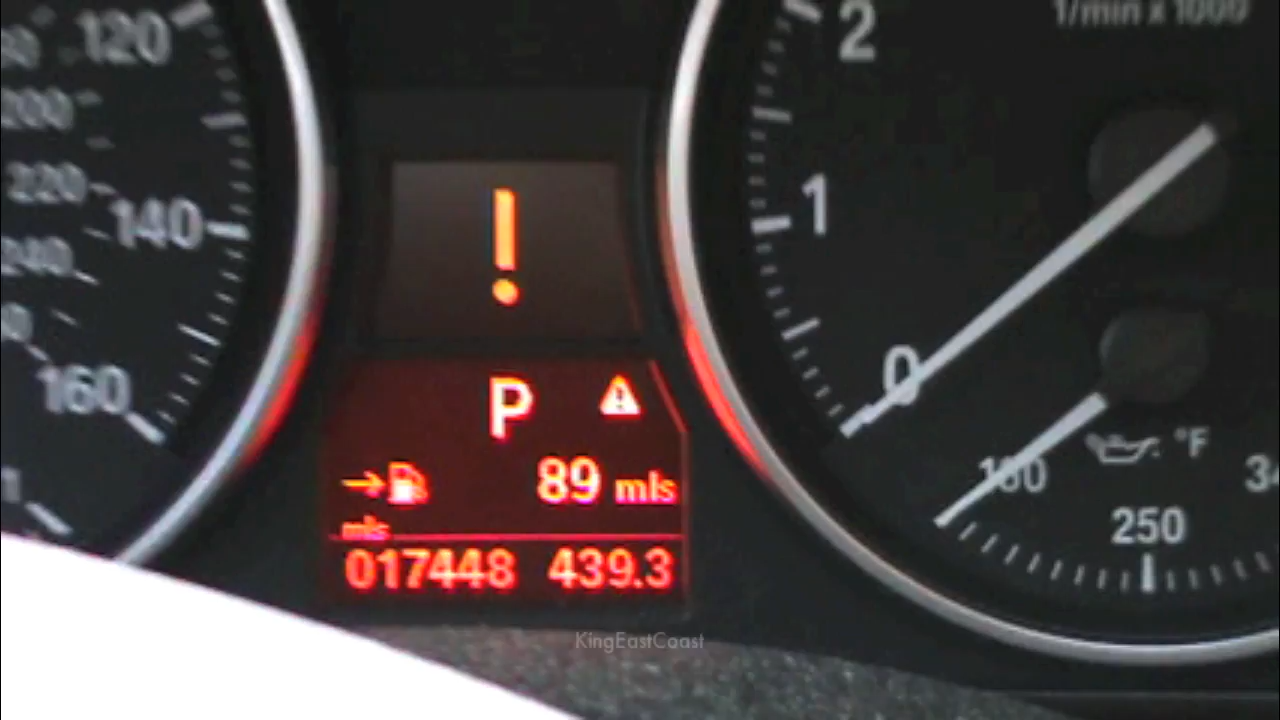 1/min x 1000
120
2
200
220
140
1
240
160
0
P
89 mls
°F
mls
250
017448 439.3
KingEastCoast